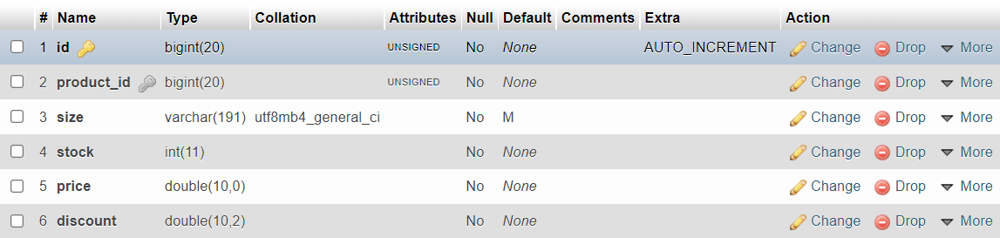 # Name Type Collation Attributes Null Default Comments Extra Action
1 id bigint(20) UNSIGNED No None AUTO_INCREMENT Change Drop More
2 product_id bigint(20) UNSIGNED No None Change Drop More
3 size varchar(191) utf8mb4_general_ci No M Change Drop More
4 stock int(11) No None Change Drop More
5 price double(10,0) No None Change Drop More
6 discount double(10,2) No None Change Drop More